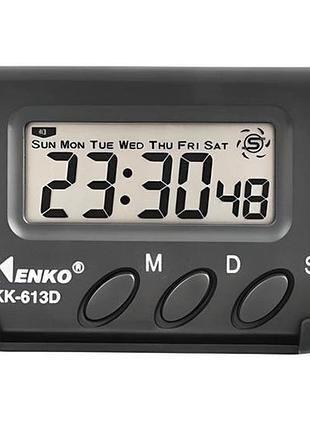 SUN MON TUE WED THU FRI SAT
S
23:30 48
KENKO®
M D S
KK-613D